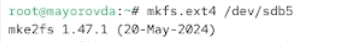 root@mayorovda:~# mkfs.ext4 /dev/sdb5
mke2fs 1.47.1 (20-May-2024)